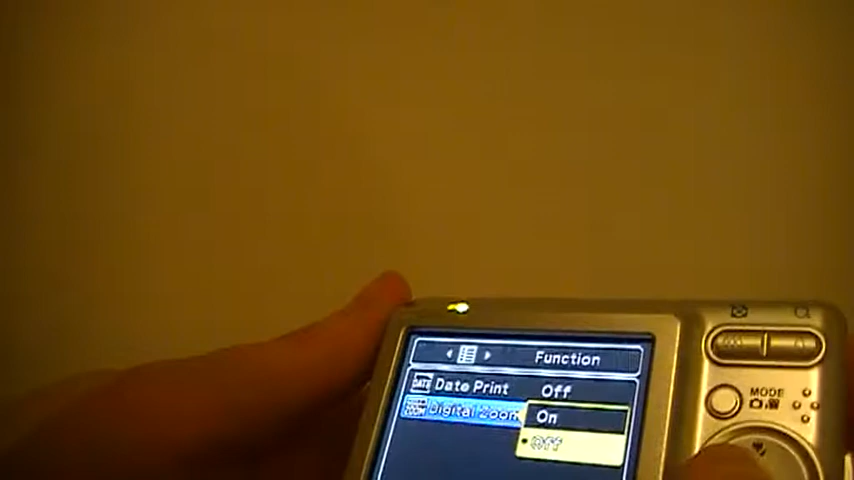 Function
DATE Date Print Off
ZOOM Digital Zoom On
Off
MODE